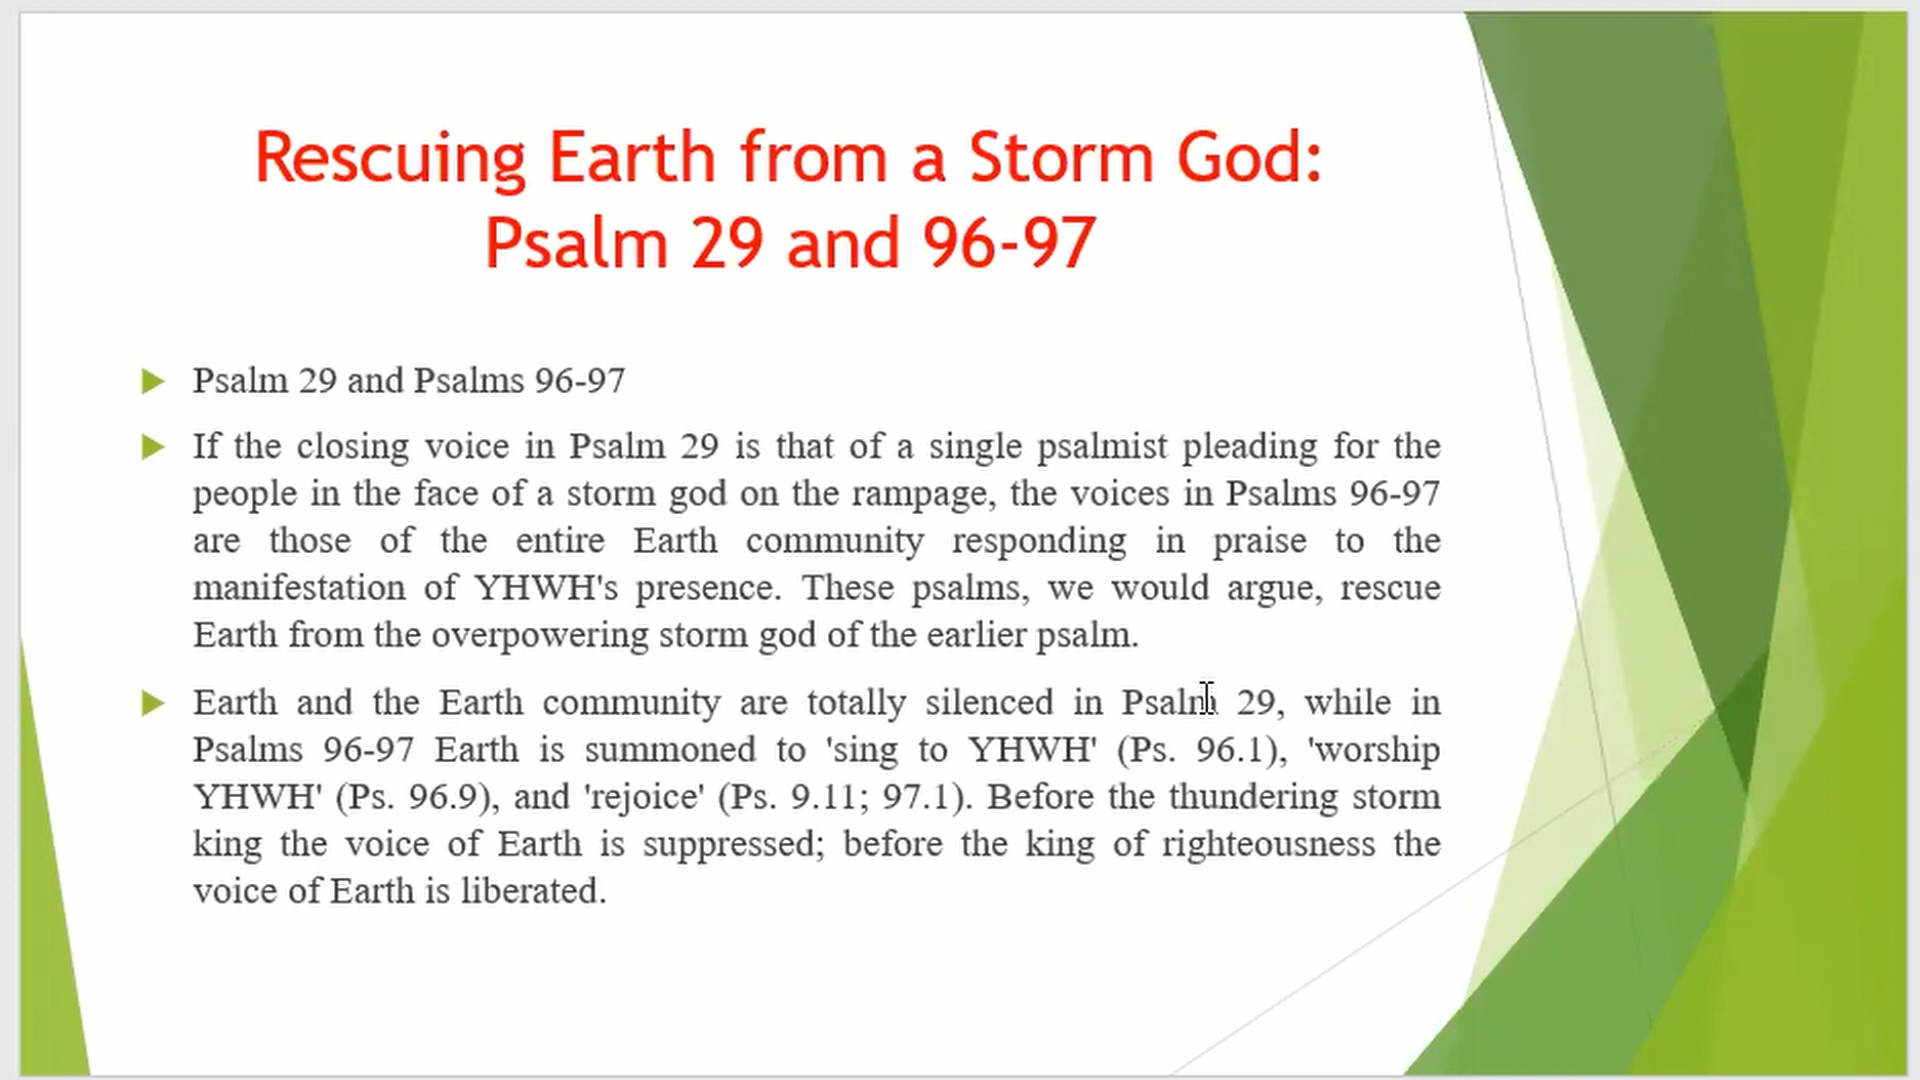 Rescuing Earth from a Storm God:
Psalm 29 and 96-97
Psalm 29 and Psalms 96-97
If the closing voice in Psalm 29 is that of a single psalmist pleading for the
people in the face of a storm god on the rampage, the voices in Psalms 96-97
are those of the entire Earth community responding in praise to the
manifestation of YHWH's presence. These psalms, we would argue, rescue
Earth from the overpowering storm god of the earlier psalm.
Earth and the Earth community are totally silenced in Psalm 29, while in
Psalms 96-97 Earth is summoned to 'sing to YHWH' (Ps. 96.1), 'worship
YHWH' (Ps. 96.9), and 'rejoice' (Ps. 9.11; 97.1). Before the thundering storm
king the voice of Earth is suppressed; before the king of righteousness the
voice of Earth is liberated.